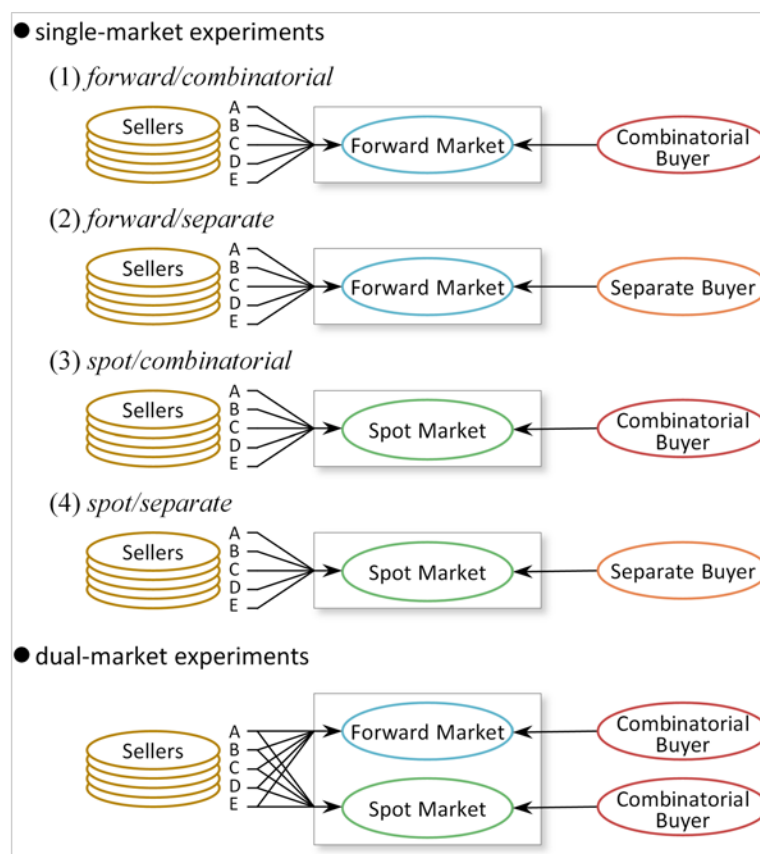 ● single-market experiments
(1) forward/combinatorial
Sellers
A
B
C
D
E
Forward Market
Combinatorial
Buyer
(2) forward/separate
Sellers
A
B
C
D
E
Forward Market
Separate Buyer
(3) spot/combinatorial
Sellers
A
B
C
D
E
Spot Market
Combinatorial
Buyer
(4) spot/separate
Sellers
A
B
C
D
E
Spot Market
Separate Buyer
● dual-market experiments
Sellers
A
B
C
D
E
Forward Market
Combinatorial
Buyer
Spot Market
Combinatorial
Buyer